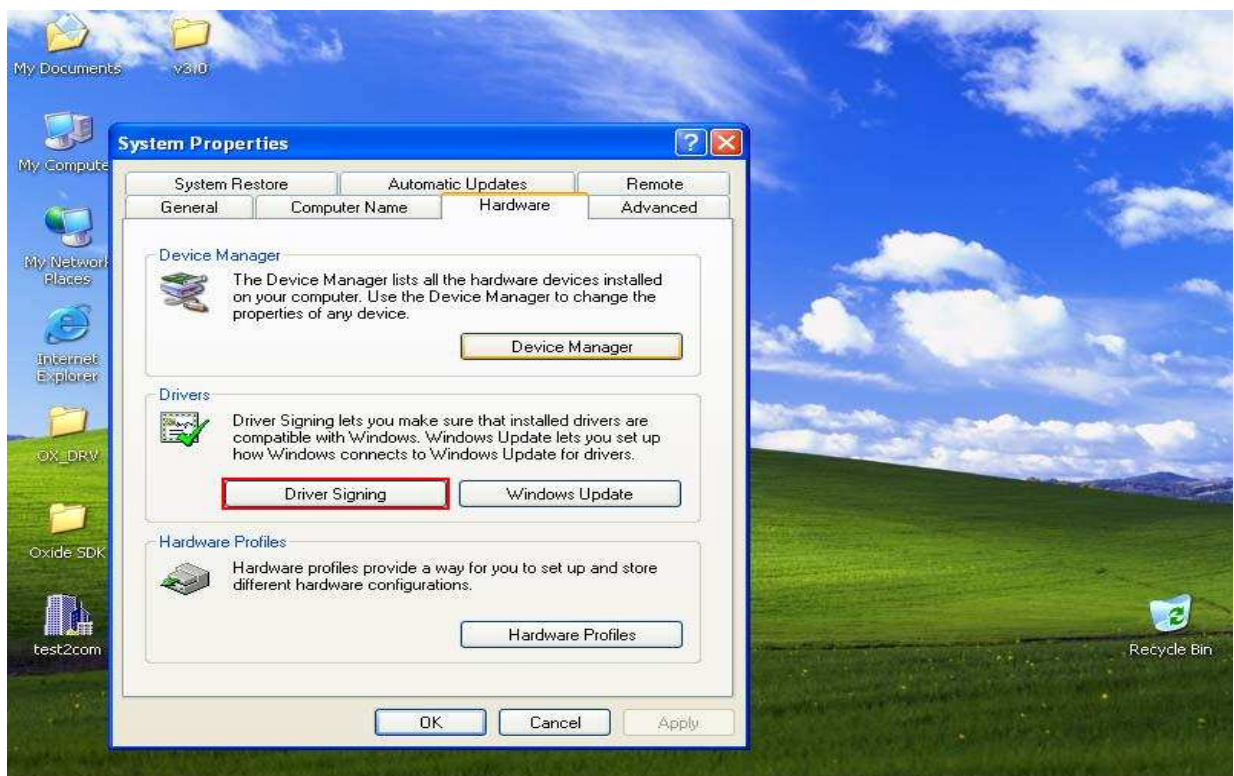 My Documents
v3.0
My Compute
My Network
Places
Internet
Explorer
OX_DRV
Oxide SDK
test2com
System Properties
System Restore
Automatic Updates
Remote
General
Computer Name
Hardware
Advanced
Device Manager
The Device Manager lists all the hardware devices installed
on your computer. Use the Device Manager to change the
properties of any device.
Device Manager
Drivers
Driver Signing lets you make sure that installed drivers are
compatible with Windows. Windows Update lets you set up
how Windows connects to Windows Update for drivers.
Driver Signing
Windows Update
Hardware Profiles
Hardware profiles provide a way for you to set up and store
different hardware configurations.
Hardware Profiles
OK
Cancel
Apply
Recycle Bin